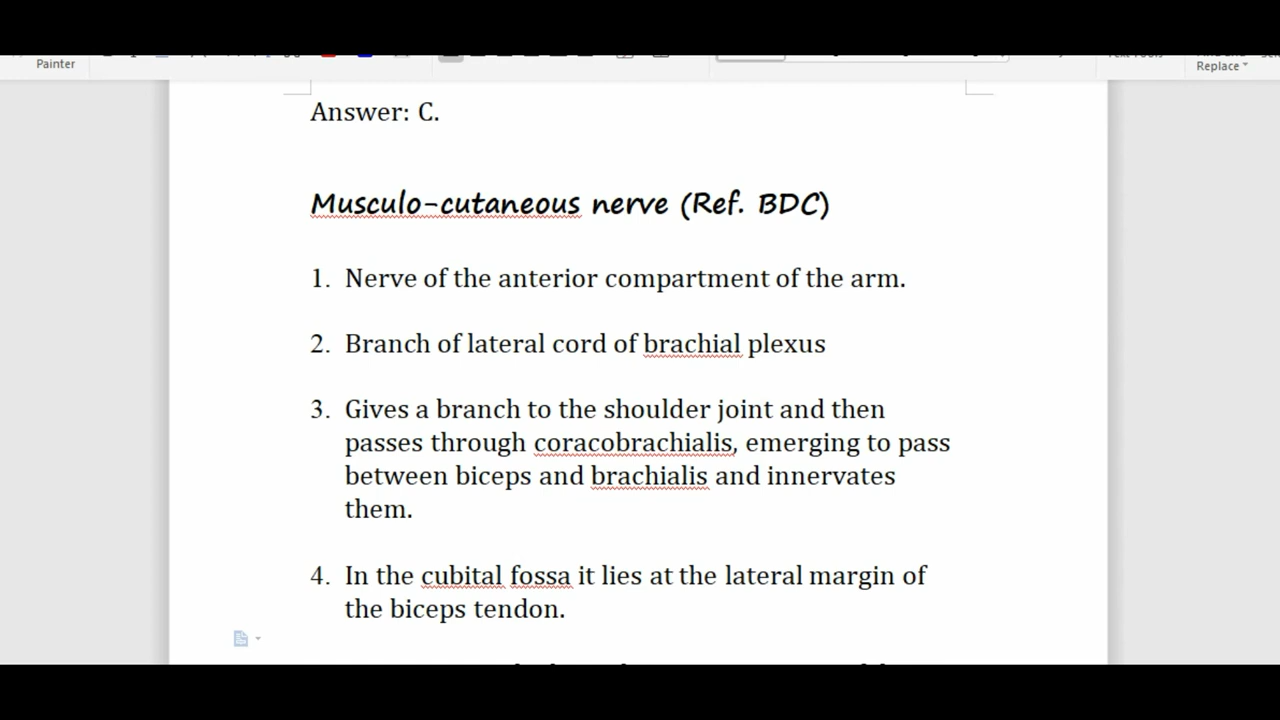 Painter
Replace
Answer: C.
Musculo-cutaneous nerve (Ref. BDC)
1. Nerve of the anterior compartment of the arm.
2. Branch of lateral cord of brachial plexus
3. Gives a branch to the shoulder joint and then
passes through coracobrachialis, emerging to pass
between biceps and brachialis and innervates
them.
4. In the cubital fossa it lies at the lateral margin of
the biceps tendon.